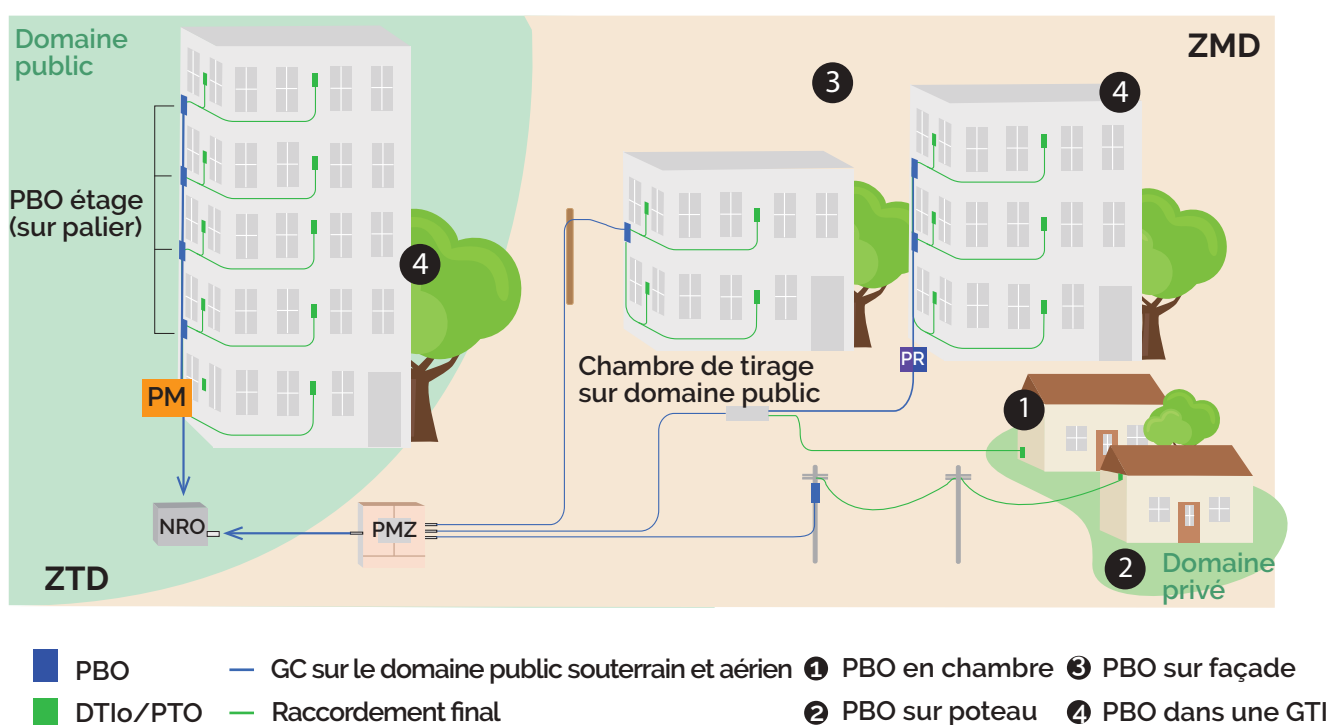 Domaine
public
ZMD
3
4
PBO étage
(sur palier)
4
Chambre de tirage
sur domaine public
PR
PM
1
NRO
PMZ
ZTD
2
Domaine
privé
PBO
GC sur le domaine public souterrain et aérien
1 PBO en chambre
3 PBO sur façade
DTIo/PTO
Raccordement final
2 PBO sur poteau
4 PBO dans une GTI